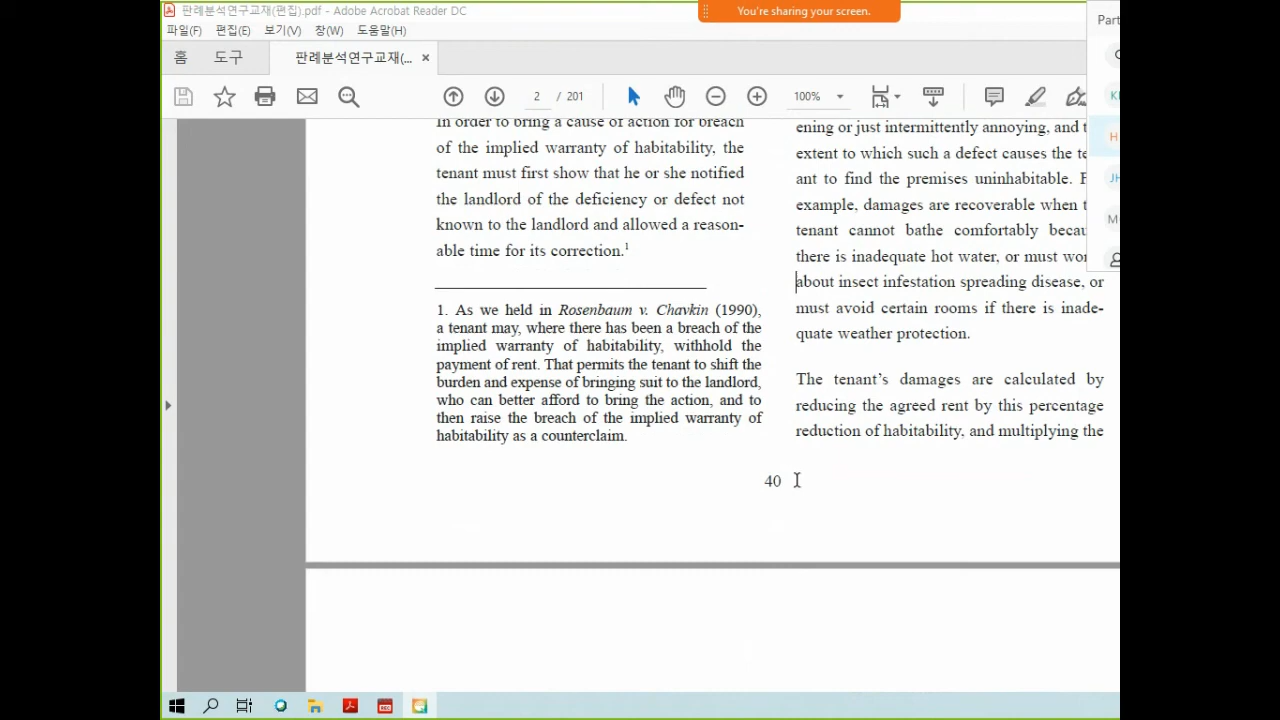 판례분석연구교재(편집).pdf - Adobe Acrobat Reader DC
You're sharing your screen.
파일(F) 편집(E) 보기(V) 창(W) 도움말(H)
홈 도구 판례분석연구교재(... ×
2 / 201 100%
In order to bring a cause of action for breach
of the implied warranty of habitability, the
tenant must first show that he or she notified
the landlord of the deficiency or defect not
known to the landlord and allowed a reason-
able time for its correction.1
1. As we held in Rosenbaum v. Chavkin (1990),
a tenant may, where there has been a breach of the
implied warranty of habitability, withhold the
payment of rent. That permits the tenant to shift the
burden and expense of bringing suit to the landlord,
who can better afford to bring the action, and to
then raise the breach of the implied warranty of
habitability as a counterclaim.
ening or just intermittently annoying, and t
extent to which such a defect causes the te
ant to find the premises uninhabitable. F
example, damages are recoverable when t
tenant cannot bathe comfortably becau
there is inadequate hot water, or must wor
about insect infestation spreading disease, or
must avoid certain rooms if there is inade-
quate weather protection.
The tenant's damages are calculated by
reducing the agreed rent by this percentage
reduction of habitability, and multiplying the
40
Part
H
JH